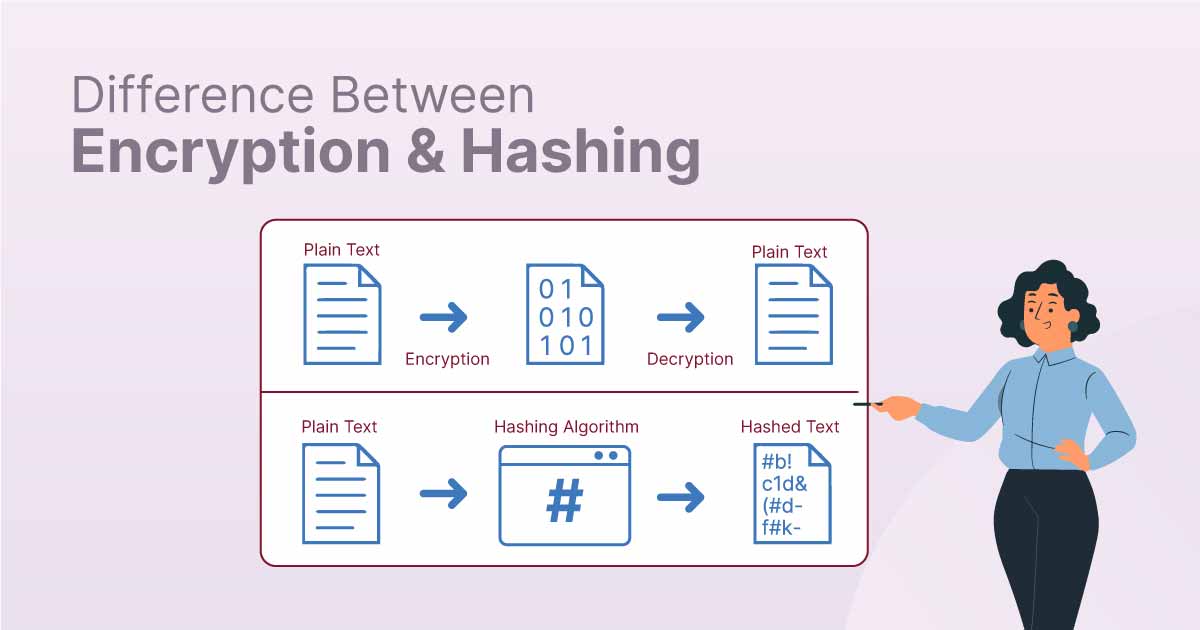 Difference Between
Encryption & Hashing
Plain Text
Plain Text
01
010
101
Encryption
Decryption
Plain Text
Hashing Algorithm
Hashed Text
#
#b!
c1d&
(#d-
f#k-